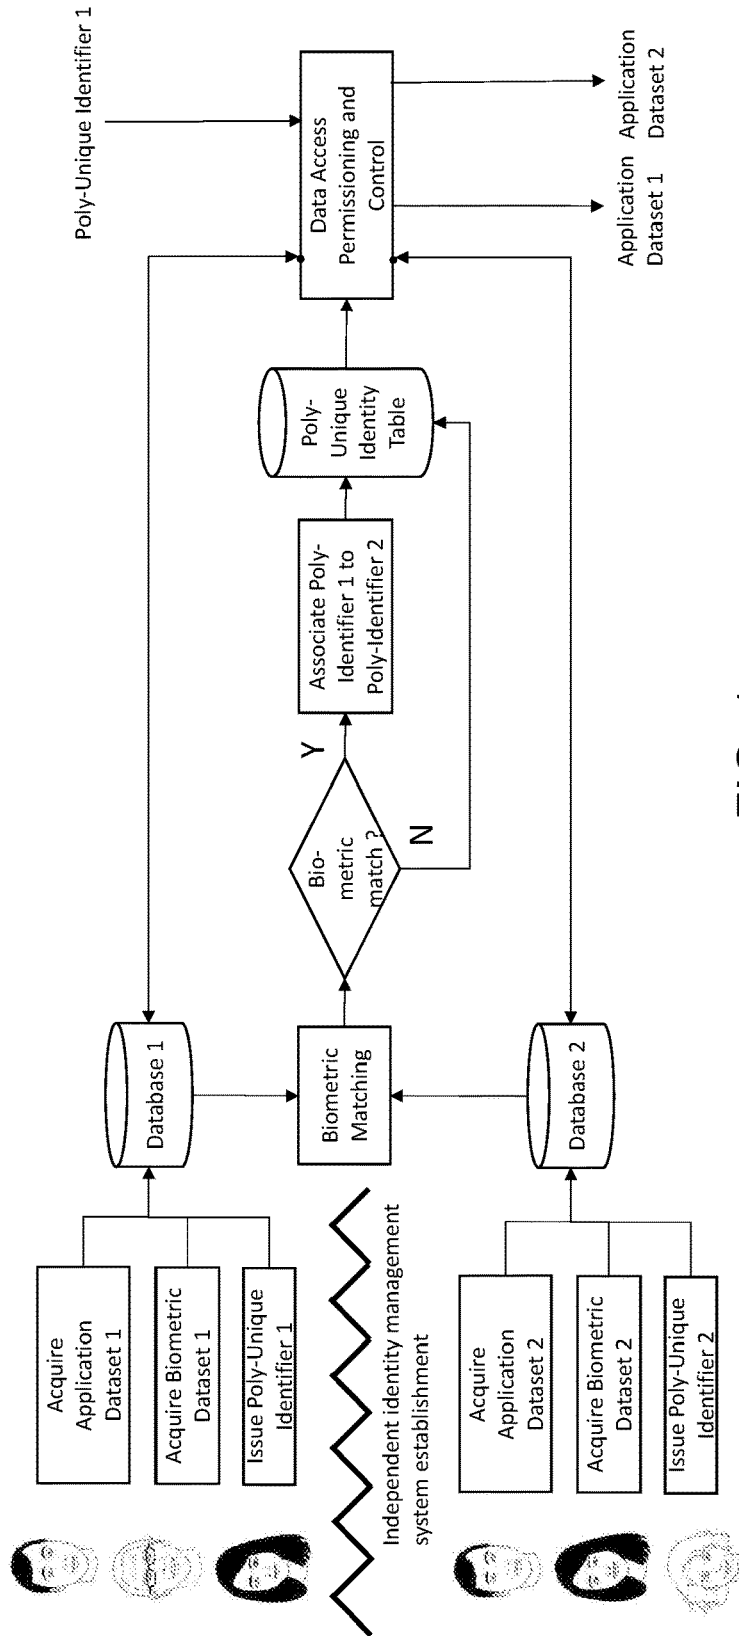 Acquire
Application
Dataset 1
Acquire Biometric
Dataset 1
Issue Poly-Unique
Identifier 1
Independent identity management
system establishment
Acquire
Application
Dataset 2
Acquire Biometric
Dataset 2
Issue Poly-Unique
Identifier 2
Database 1
Biometric
Matching
Database 2
Bio-
metric
match ?
Y
N
Associate Poly-
Identifier 1 to
Poly-Identifier 2
Poly-
Unique
Identity
Table
Poly-Unique Identifier 1
Data Access
Permissioning and
Control
Application
Dataset 1
Application
Dataset 2